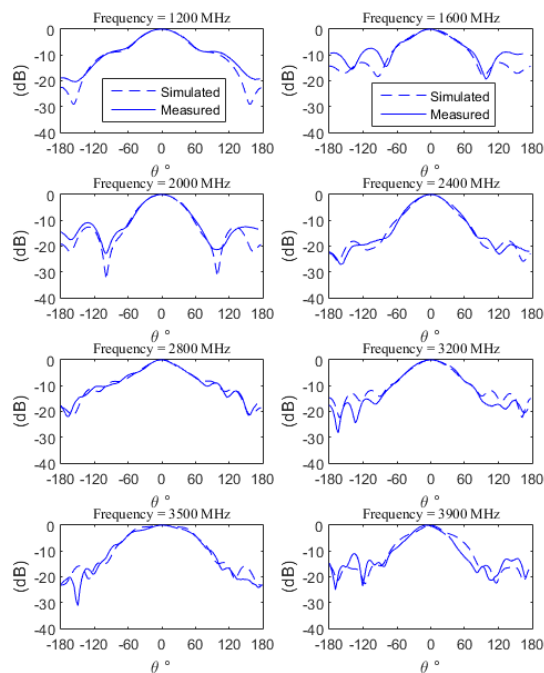 Frequency = 1200 MHz
0
-10
-20
-30
-40
(dB)
Simulated
Measured
-180 -120 -60 0 60 120 180
θ °
Frequency = 1600 MHz
0
-10
-20
-30
-40
(dB)
Simulated
Measured
-180 -120 -60 0 60 120 180
θ °
Frequency = 2000 MHz
0
-10
-20
-30
-40
(dB)
-180 -120 -60 0 60 120 180
θ °
Frequency = 2400 MHz
0
-10
-20
-30
-40
(dB)
-180 -120 -60 0 60 120 180
θ °
Frequency = 2800 MHz
0
-10
-20
-30
-40
(dB)
-180 -120 -60 0 60 120 180
θ °
Frequency = 3200 MHz
0
-10
-20
-30
-40
(dB)
-180 -120 -60 0 60 120 180
θ °
Frequency = 3500 MHz
0
-10
-20
-30
-40
(dB)
-180 -120 -60 0 60 120 180
θ °
Frequency = 3900 MHz
0
-10
-20
-30
-40
(dB)
-180 -120 -60 0 60 120 180
θ °